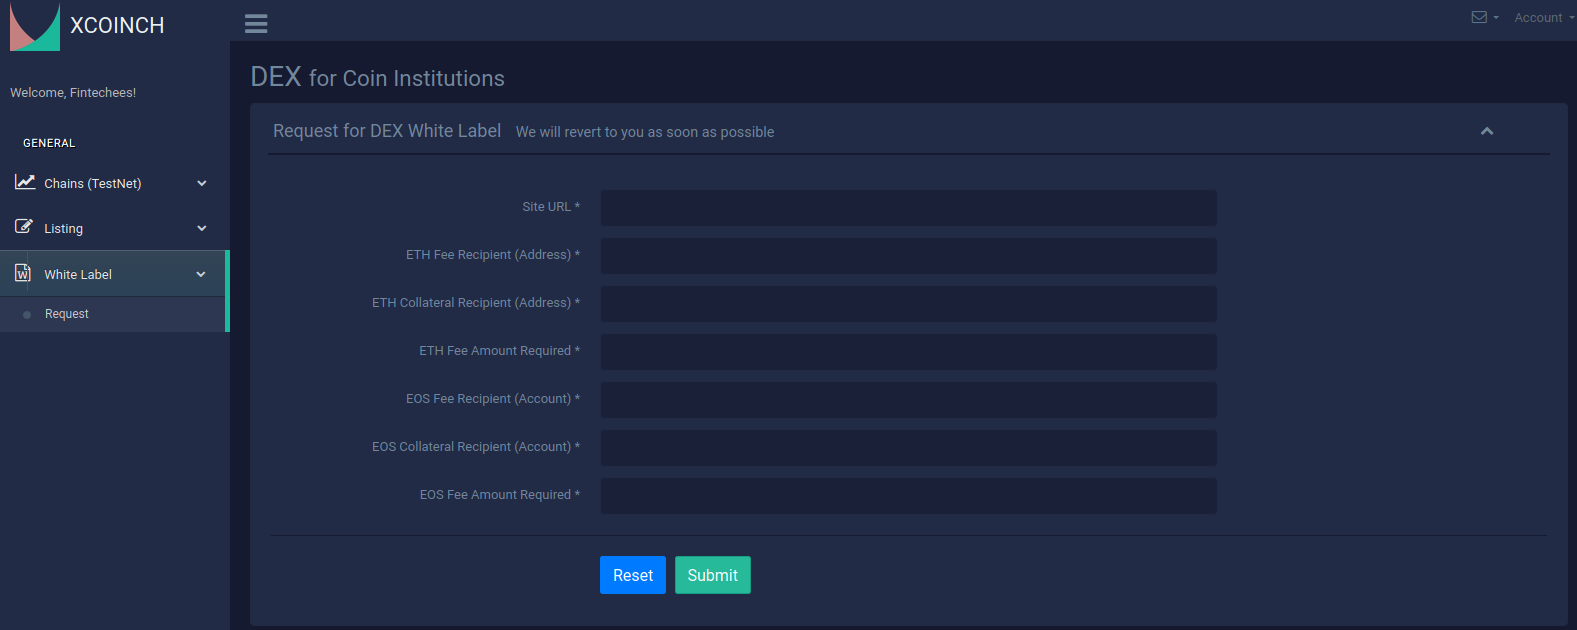 XCOINCH
Account
Welcome, Fintechees!
GENERAL
Chains (TestNet)
Listing
W White Label
Request
DEX for Coin Institutions
Request for DEX White Label We will revert to you as soon as possible
Site URL *
ETH Fee Recipient (Address) *
ETH Collateral Recipient (Address) *
ETH Fee Amount Required *
EOS Fee Recipient (Account) *
EOS Collateral Recipient (Account) *
EOS Fee Amount Required *
Reset Submit